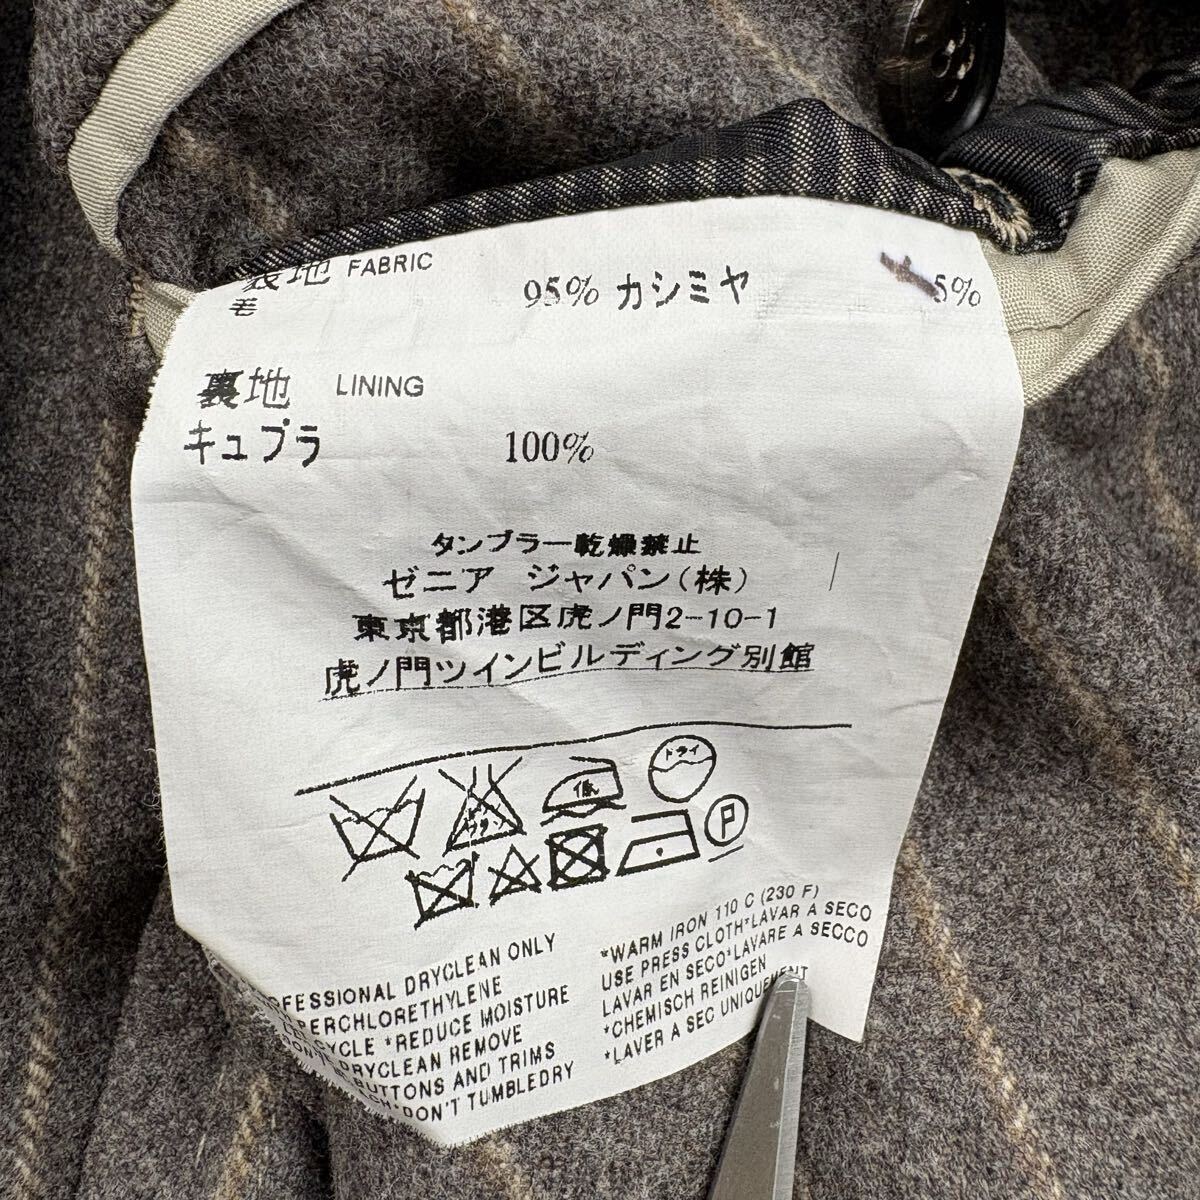 表地 FABRIC
毛 95% カシミヤ 5%
裏地 LINING
キュプラ 100%
タンブラー乾燥禁止
ゼニア ジャパン(株)
東京都港区虎ノ門2-10-1
虎ノ門ツインビルディング別館
ドライ
低
P
FESSIONAL DRYCLEAN ONLY
PERCHLORETHYLENE
CYCLE *REDUCE MOISTURE
DRYCLEAN REMOVE
BUTTONS AND TRIMS
*DON'T TUMBLEDRY
*WARM IRON 110 C (230 F)
USE PRESS CLOTH*LAVAR A SECO
LAVAR EN SECO*LAVARE A SECCO
*CHEMISCH REINIGEN
*LAVER A SEC UNIQUEMENT